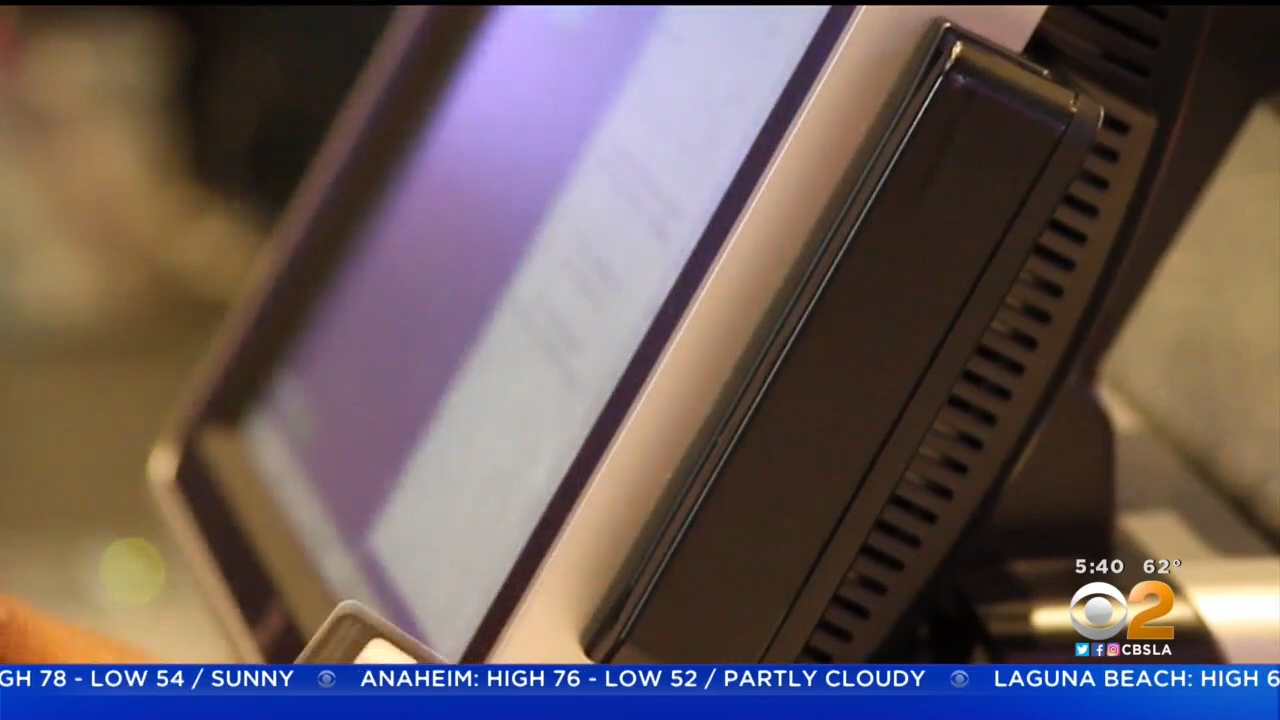 5:40 62°
2
CBSLA
GH 78 - LOW 54 / SUNNY ANAHEIM: HIGH 76 - LOW 52 / PARTLY CLOUDY LAGUNA BEACH: HIGH 6